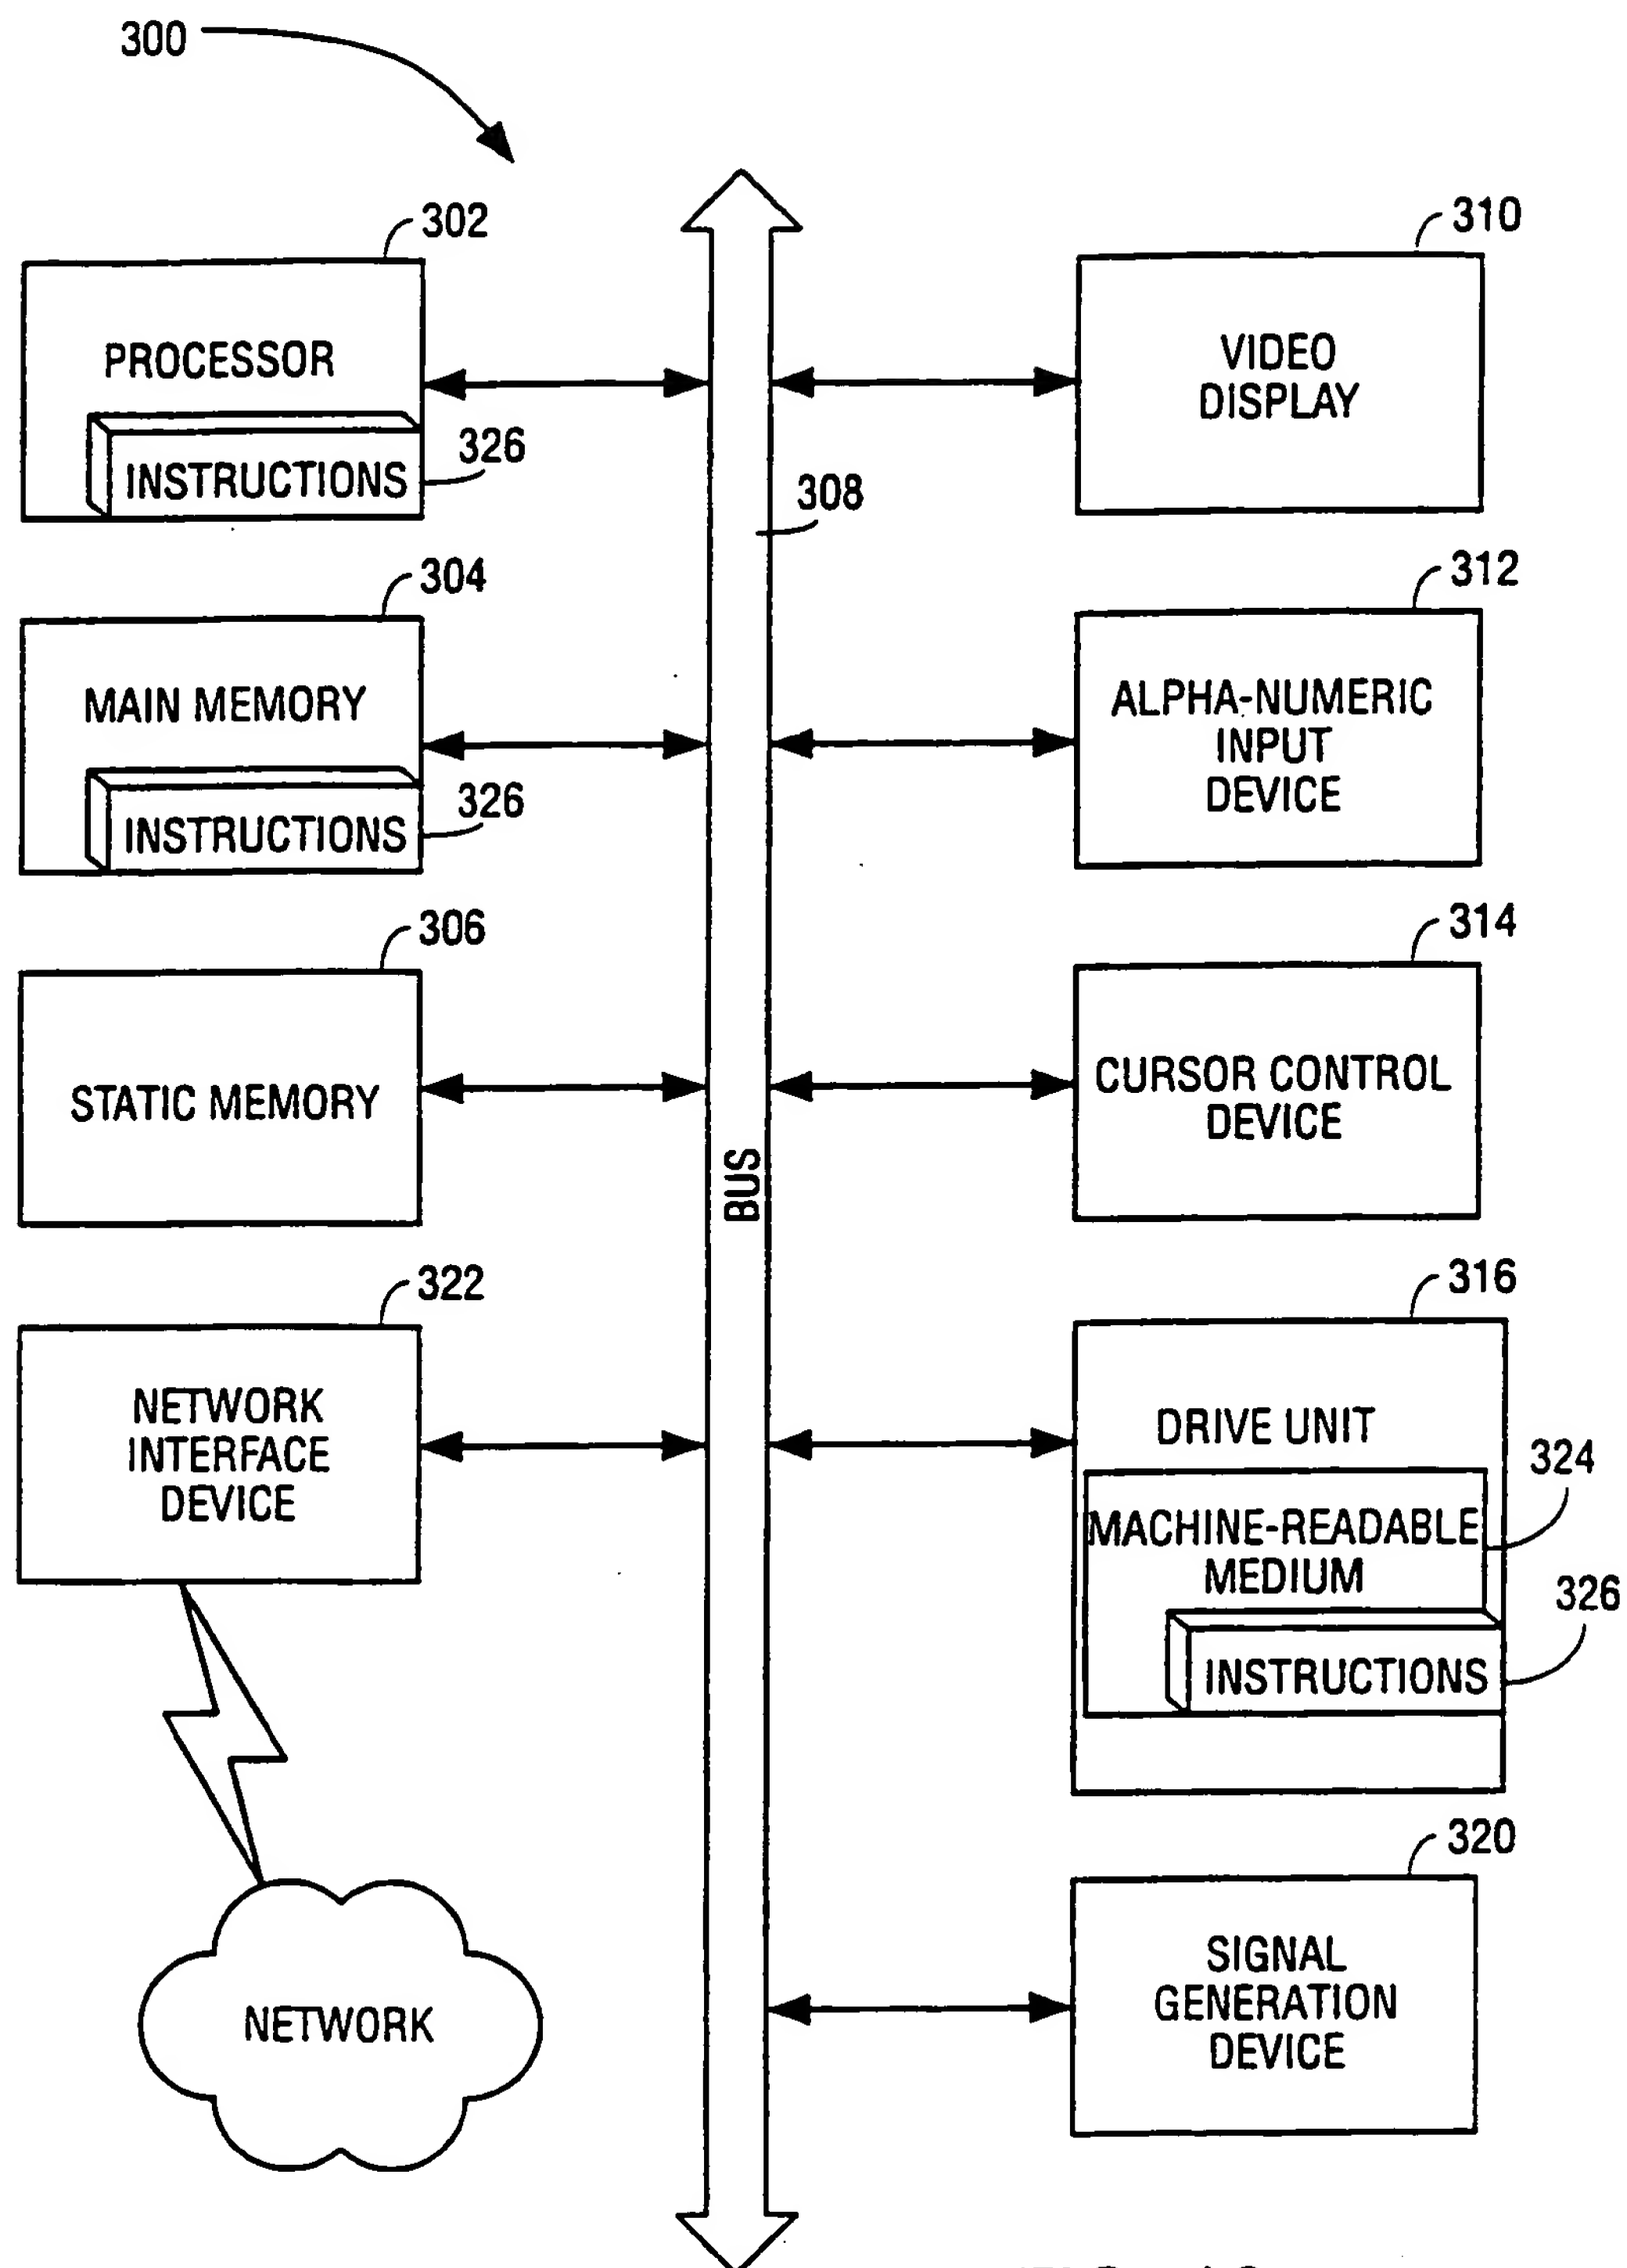 300
302
PROCESSOR
INSTRUCTIONS
326
304
MAIN MEMORY
INSTRUCTIONS
326
306
STATIC MEMORY
322
NETWORK
INTERFACE
DEVICE
NETWORK
308
BUS
310
VIDEO
DISPLAY
312
ALPHA-NUMERIC
INPUT
DEVICE
314
CURSOR CONTROL
DEVICE
316
DRIVE UNIT
324
MACHINE-READABLE
MEDIUM
326
INSTRUCTIONS
320
SIGNAL
GENERATION
DEVICE